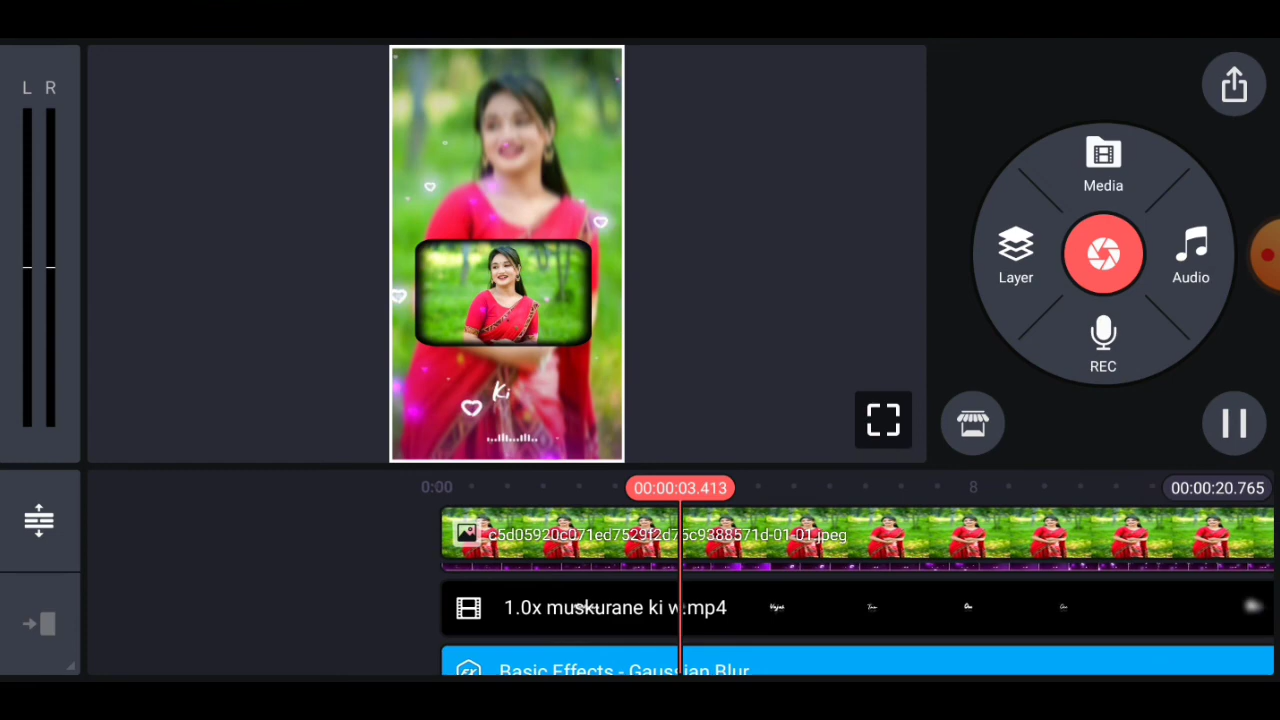 L R
Media
Layer
Audio
REC
Ki
0:00
00:00:03.413
8
00:00:20.765
c5d05920c071ed7529f2d75c9388571d-01-01.jpeg
1.0x muskurane ki w.mp4
Basic Effects - Gaussian Blur